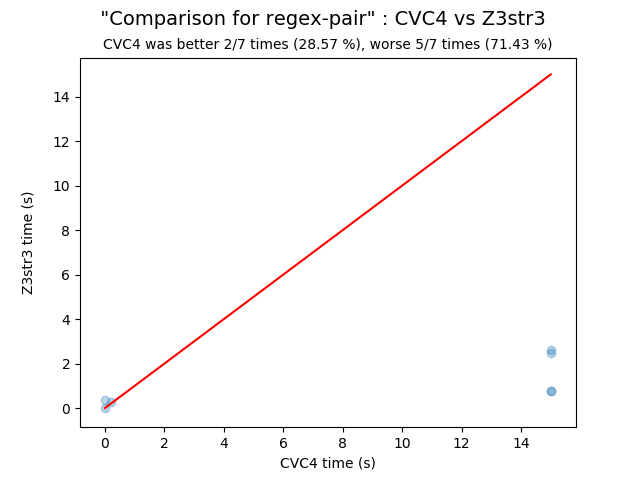 "Comparison for regex-pair" : CVC4 vs Z3str3
CVC4 was better 2/7 times (28.57 %), worse 5/7 times (71.43 %)
Z3str3 time (s)
14
12
10
8
6
4
2
0
0 2 4 6 8 10 12 14
CVC4 time (s)